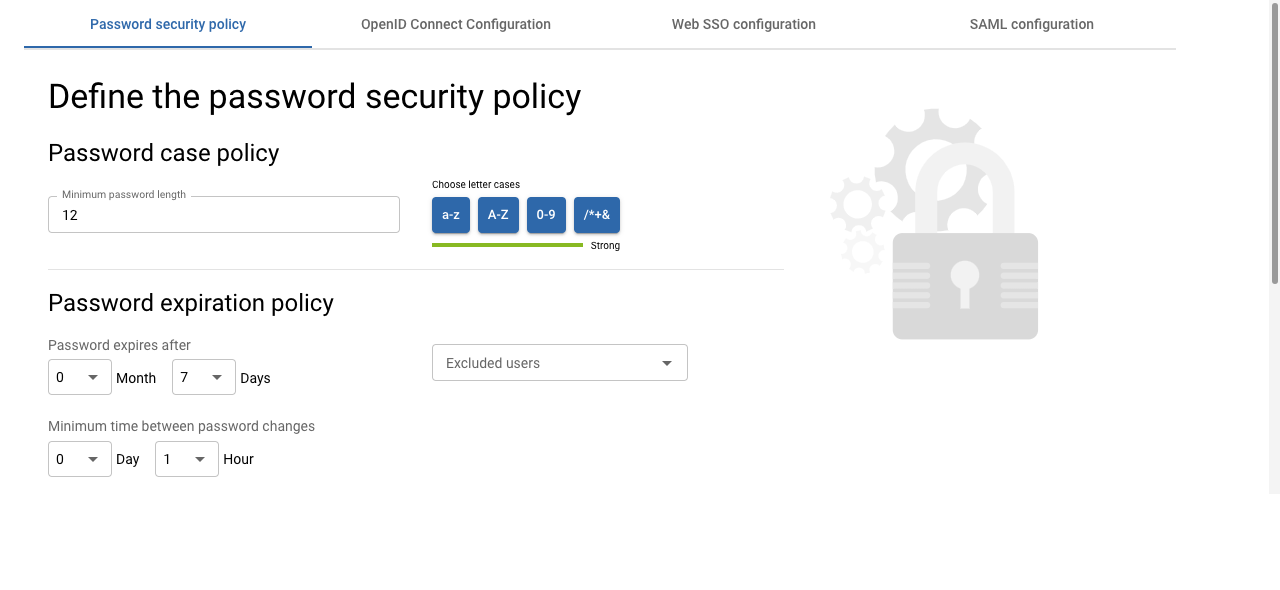 Password security policy
OpenID Connect Configuration
Web SSO configuration
SAML configuration
Define the password security policy
Password case policy
Minimum password length
12
Choose letter cases
a-z
A-Z
0-9
/*+&
Strong
Password expiration policy
Password expires after
0 Month 7 Days
Excluded users
Minimum time between password changes
0 Day 1 Hour